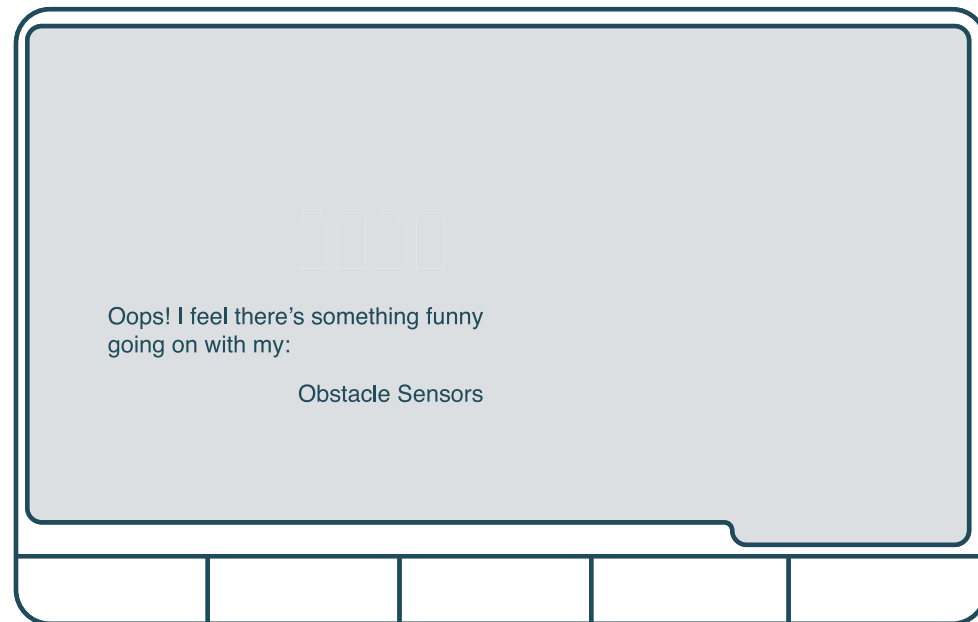 Oops! I feel there’s something funny
going on with my:
Obstacle Sensors